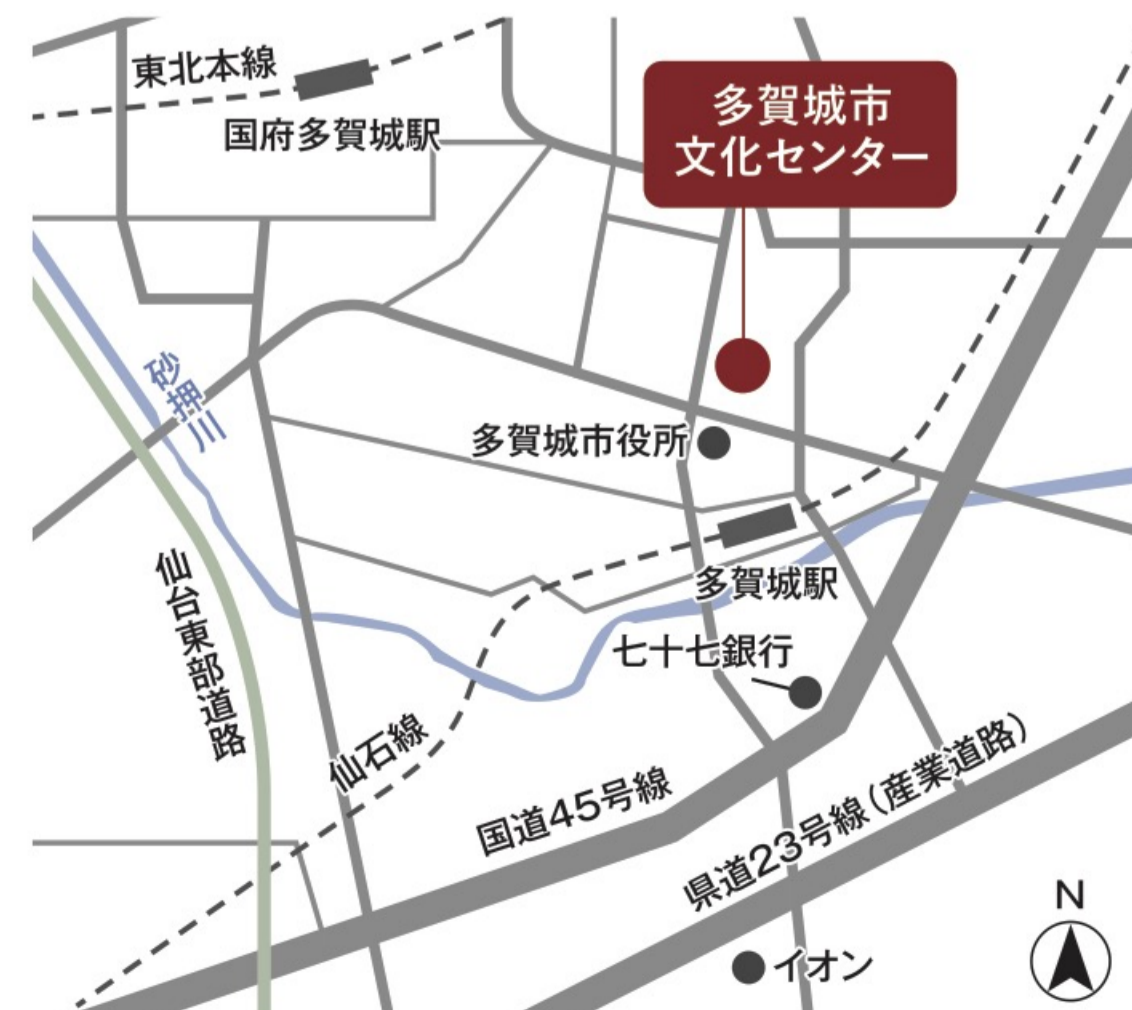 東北本線
国府多賀城駅
多賀城市
文化センター
砂押川
多賀城市役所
仙台東部道路
多賀城駅
七十七銀行
仙石線
国道45号線
県道23号線(産業道路)
イオン
N